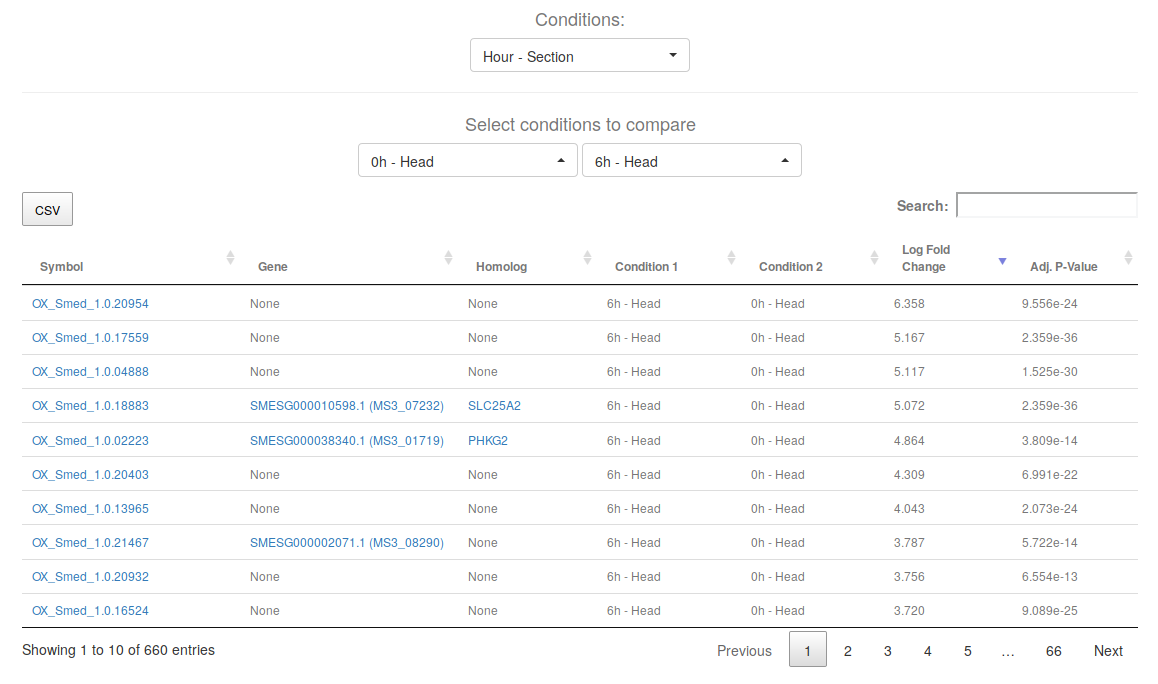 Conditions:
Hour - Section
Select conditions to compare
0h - Head 6h - Head
CSV Search:
Symbol Gene Homolog Condition 1 Condition 2 Log Fold Change Adj. P-Value
OX_Smed_1.0.20954 None None 6h - Head 0h - Head 6.358 9.556e-24
OX_Smed_1.0.17559 None None 6h - Head 0h - Head 5.167 2.359e-36
OX_Smed_1.0.04888 None None 6h - Head 0h - Head 5.117 1.525e-30
OX_Smed_1.0.18883 SMESG000010598.1 (MS3_07232) SLC25A2 6h - Head 0h - Head 5.072 2.359e-36
OX_Smed_1.0.02223 SMESG000038340.1 (MS3_01719) PHKG2 6h - Head 0h - Head 4.864 3.809e-14
OX_Smed_1.0.20403 None None 6h - Head 0h - Head 4.309 6.991e-22
OX_Smed_1.0.13965 None None 6h - Head 0h - Head 4.043 2.073e-24
OX_Smed_1.0.21467 SMESG000002071.1 (MS3_08290) None 6h - Head 0h - Head 3.787 5.722e-14
OX_Smed_1.0.20932 None None 6h - Head 0h - Head 3.756 6.554e-13
OX_Smed_1.0.16524 None None 6h - Head 0h - Head 3.720 9.089e-25
Showing 1 to 10 of 660 entries Previous 1 2 3 4 5 … 66 Next